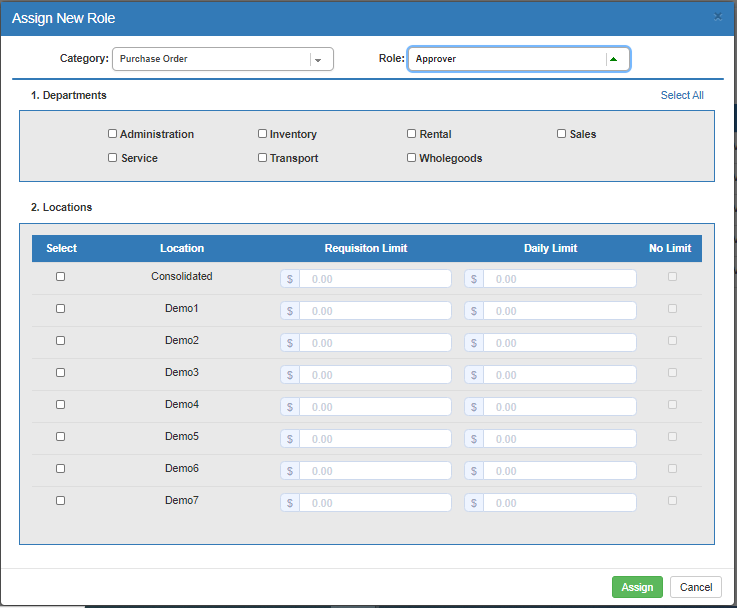 Assign New Role ×
Category: Purchase Order Role: Approver
1. Departments Select All
Administration Inventory Rental Sales
Service Transport Wholegoods
2. Locations
Select Location Requisiton Limit Daily Limit No Limit
Consolidated $ 0.00 $ 0.00
Demo1 $ 0.00 $ 0.00
Demo2 $ 0.00 $ 0.00
Demo3 $ 0.00 $ 0.00
Demo4 $ 0.00 $ 0.00
Demo5 $ 0.00 $ 0.00
Demo6 $ 0.00 $ 0.00
Demo7 $ 0.00 $ 0.00
Assign Cancel